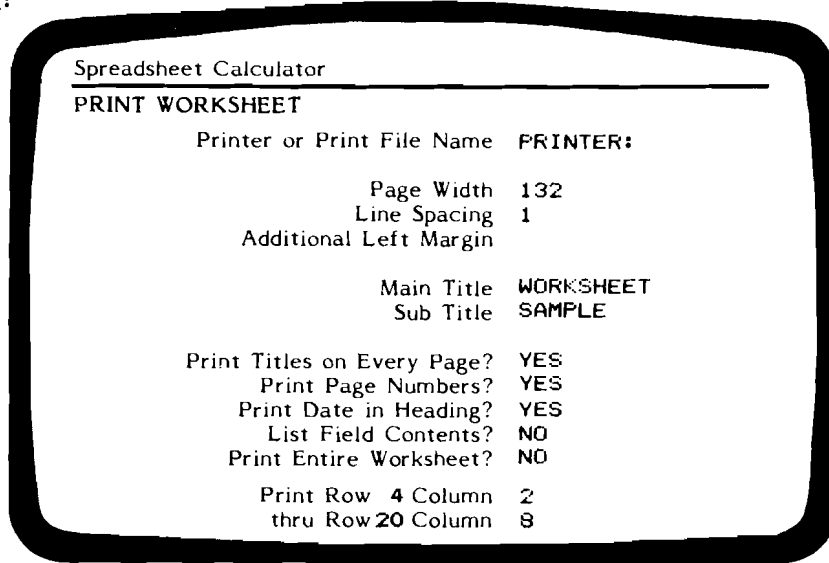 Spreadsheet Calculator
PRINT WORKSHEET
Printer or Print File Name PRINTER:
Page Width 132
Line Spacing 1
Additional Left Margin
Main Title WORKSHEET
Sub Title SAMPLE
Print Titles on Every Page? YES
Print Page Numbers? YES
Print Date in Heading? YES
List Field Contents? NO
Print Entire Worksheet? NO
Print Row 4 Column 2
thru Row 20 Column 8